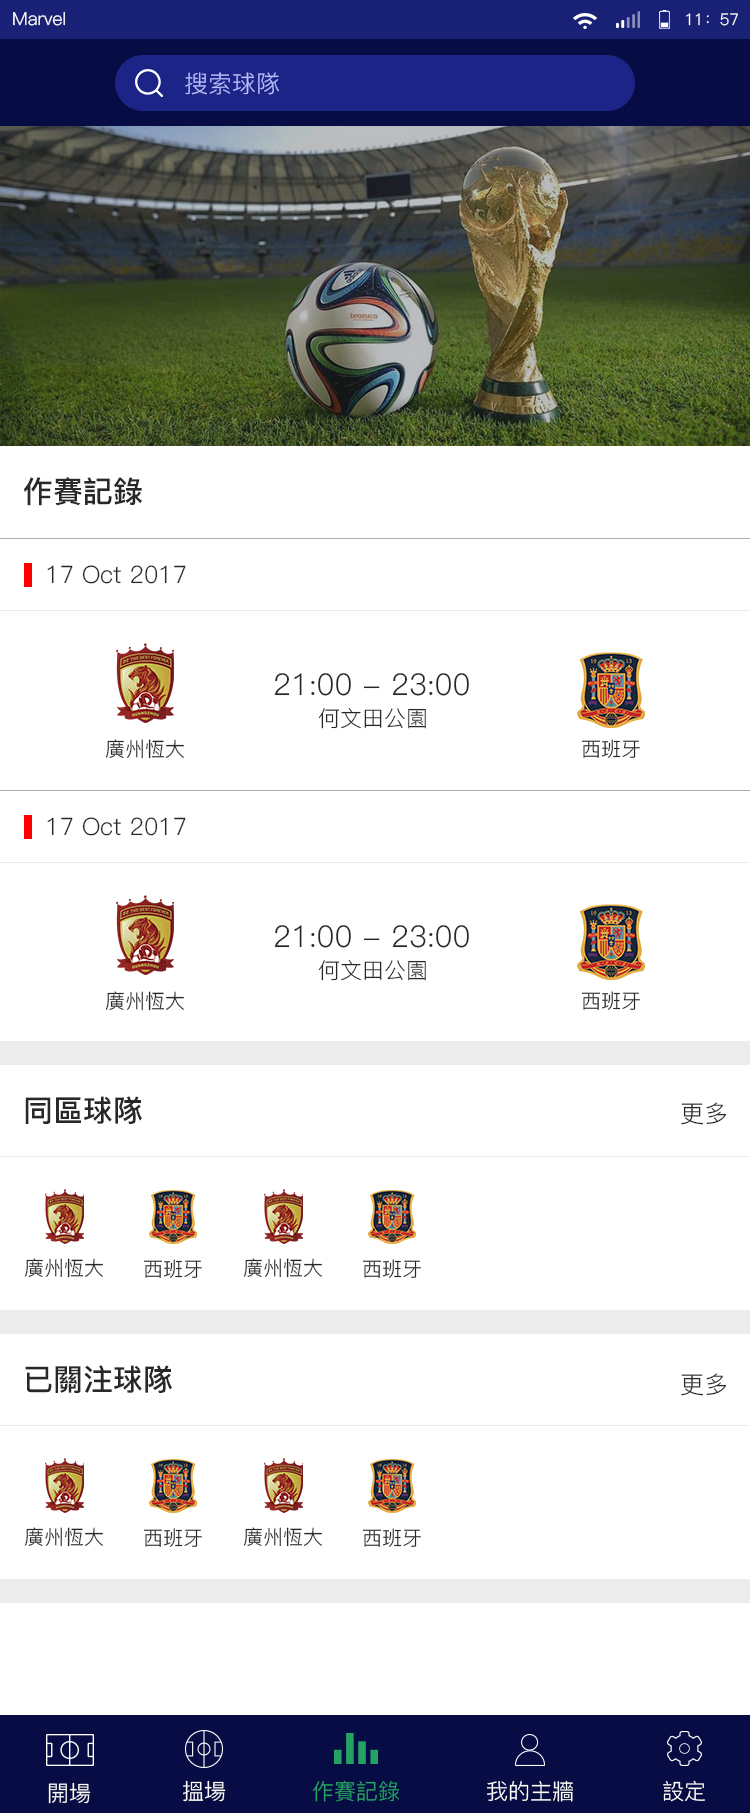 Marvel
11: 57
搜索球隊
brazuca
作賽記錄
17 Oct 2017
21:00 – 23:00
何文田公園
廣州恆大
西班牙
17 Oct 2017
21:00 – 23:00
何文田公園
廣州恆大
西班牙
同區球隊
更多
廣州恆大
西班牙
廣州恆大
西班牙
已關注球隊
更多
廣州恆大
西班牙
廣州恆大
西班牙
開場
搵場
作賽記錄
我的主牆
設定